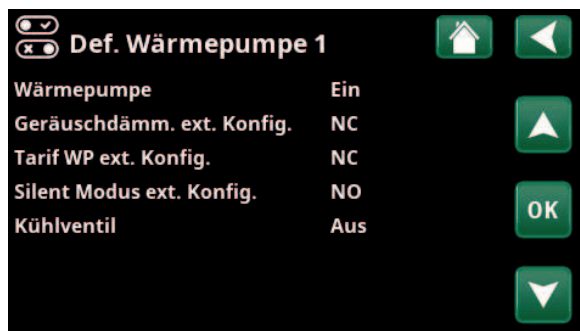 Def. Wärmepumpe 1
Wärmepumpe Ein
Geräuschdämm. ext. Konfig. NC
Tarif WP ext. Konfig. NC
Silent Modus ext. Konfig. NO
Kühlventil Aus
OK